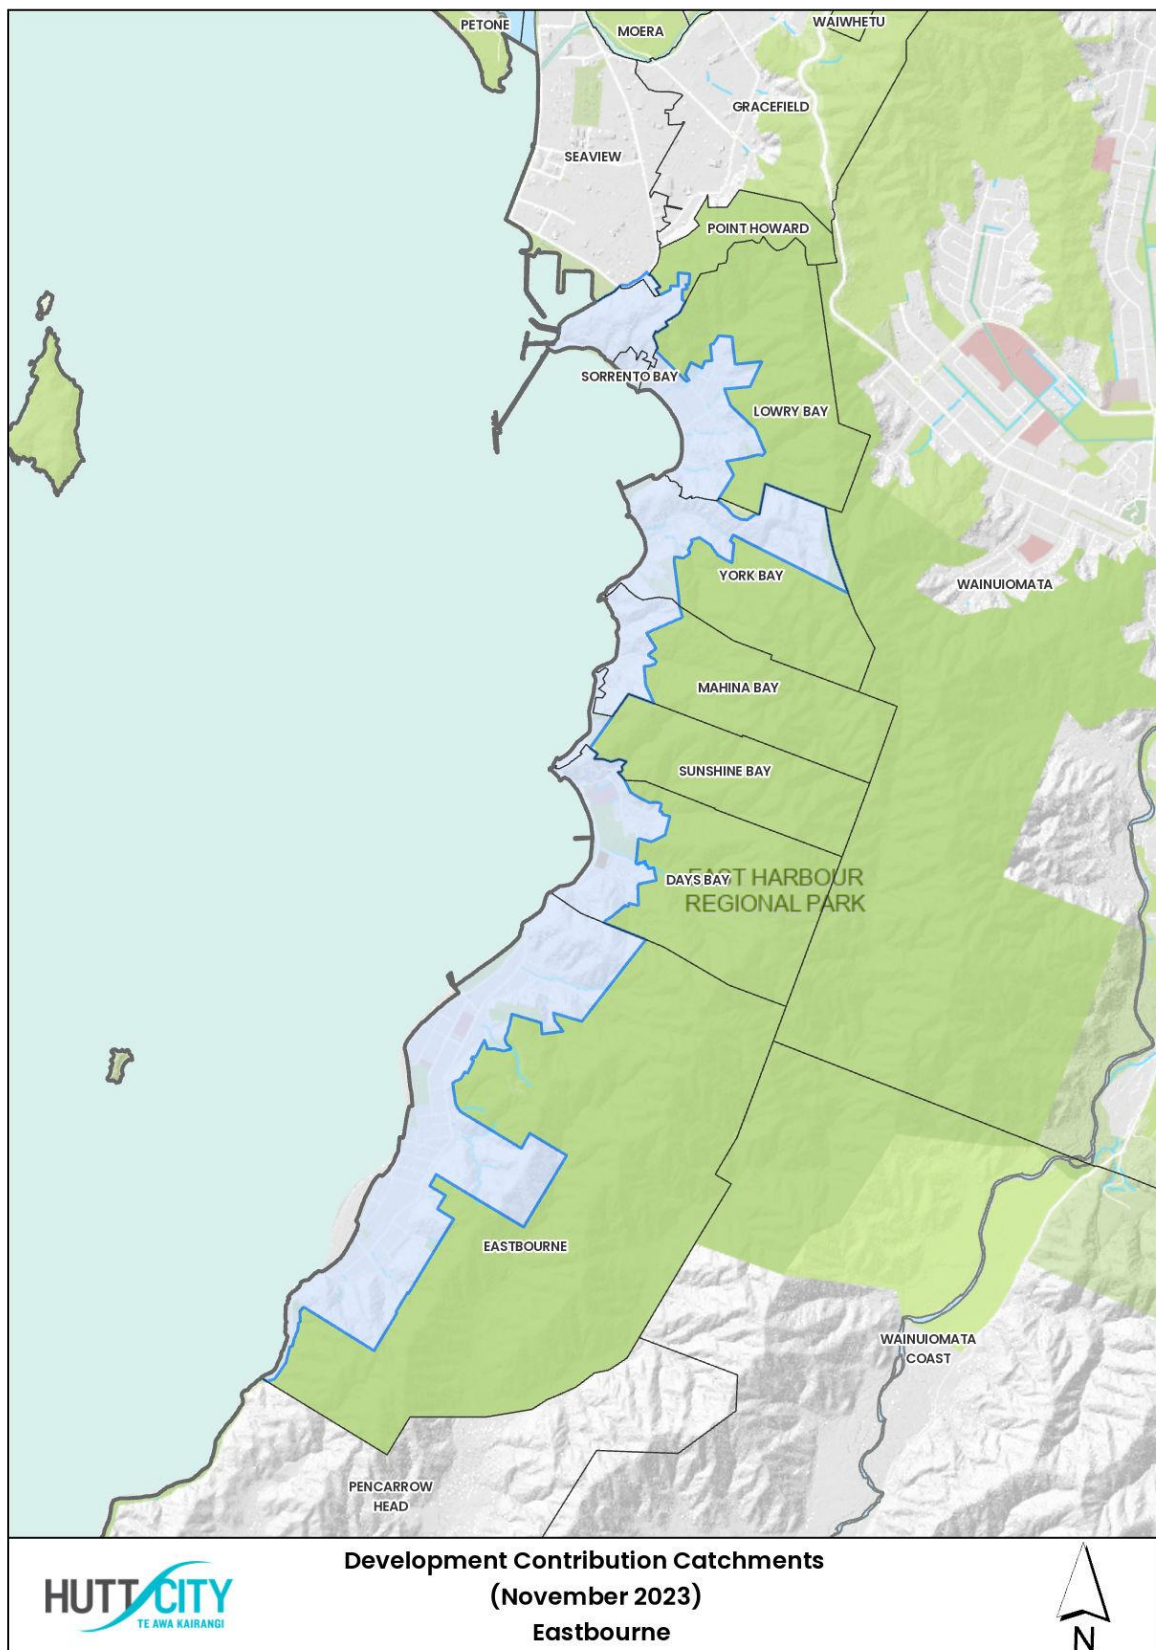 PETONE
MOERA
WAIWHETU
GRACEFIELD
SEAVIEW
POINT HOWARD
SORRENTO BAY
LOWRY BAY
YORK BAY
WAINUIOMATA
MAHINA BAY
SUNSHINE BAY
DAYS BAY
EAST HARBOUR
REGIONAL PARK
EASTBOURNE
WAINUIOMATA
COAST
PENCARROW
HEAD
HUTT CITY
TE AWA KAIRANGI
Development Contribution Catchments
(November 2023)
Eastbourne
N